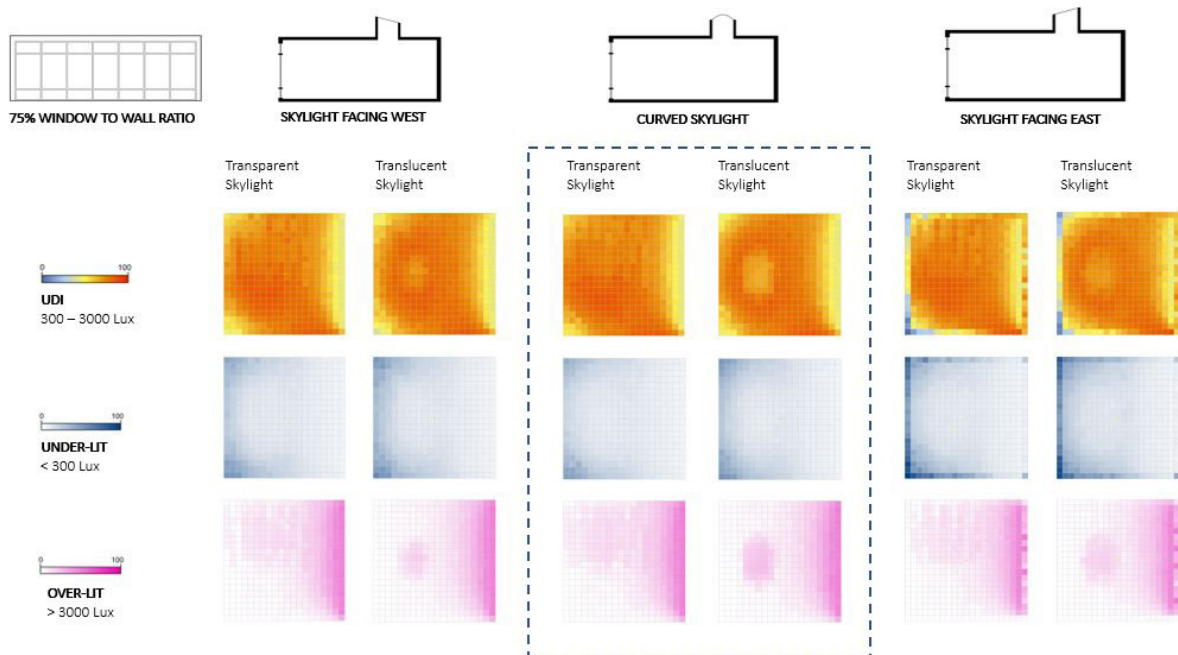 75% WINDOW TO WALL RATIO
SKYLIGHT FACING WEST
CURVED SKYLIGHT
SKYLIGHT FACING EAST
Transparent
Skylight
Translucent
Skylight
Transparent
Skylight
Translucent
Skylight
Transparent
Skylight
Translucent
Skylight
0 100
UDI
300 – 3000 Lux
0 100
UNDER-LIT
< 300 Lux
0 100
OVER-LIT
> 3000 Lux